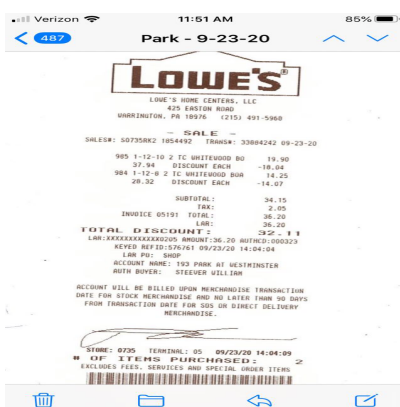 Verizon 11:51 AM 85%
487 Park - 9-23-20
LOWE'S
LOWE'S HOME CENTERS, LLC
425 EASTON ROAD
WARRINGTON, PA 18976 (215) 491-5968
- SALE -
SALES#: S0735RK2 1854492 TRANS#: 33804242 09-23-20
985 1-12-10 2 TC WHITEWOOD BO 19.90
37.94 DISCOUNT EACH -18.04
984 1-12-8 2 TC WHITEWOOD BOA 14.25
28.32 DISCOUNT EACH -14.07
SUBTOTAL: 34.15
TAX: 2.05
INVOICE 05191 TOTAL: 36.20
LAR: 36.20
TOTAL DISCOUNT: 32.11
LAR:XXXXXXXXXXXX0205 AMOUNT:36.20 AUTHCD:000323
KEYED REFID:576761 09/23/20 14:04:04
LAR PO: SHOP
ACCOUNT NAME: 193 PARK AT WESTMINSTER
AUTH BUYER: STEEVER WILLIAM
ACCOUNT WILL BE BILLED UPON MERCHANDISE TRANSACTION
DATE FOR STOCK MERCHANDISE AND NO LATER THAN 90 DAYS
FROM TRANSACTION DATE FOR SOS OR DIRECT DELIVERY
MERCHANDISE.
STORE: 0735 TERMINAL: 05 09/23/20 14:04:09
# OF ITEMS PURCHASED: 2
EXCLUDES FEES, SERVICES AND SPECIAL ORDER ITEMS